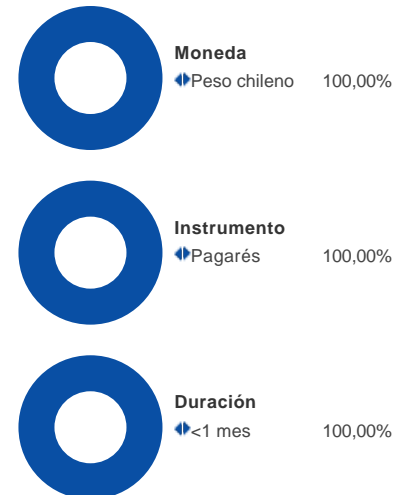 Moneda
Peso chileno 100,00%
Instrumento
Pagarés 100,00%
Duración
<1 mes 100,00%